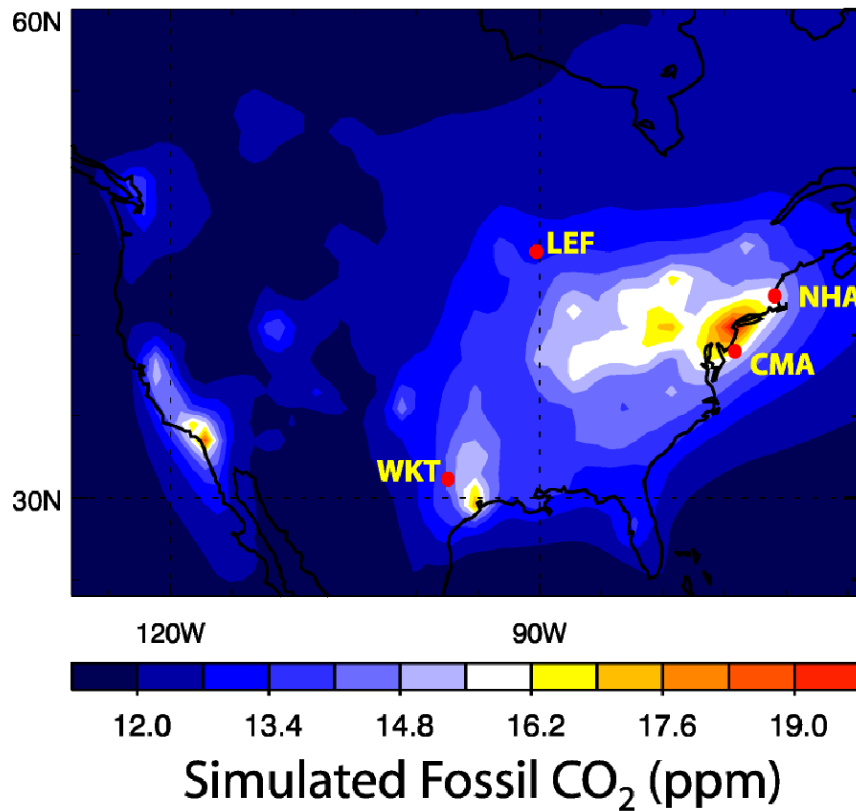 60N
LEF
NHA
CMA
WKT
30N
120W 90W
12.0 13.4 14.8 16.2 17.6 19.0
Simulated Fossil CO₂ (ppm)